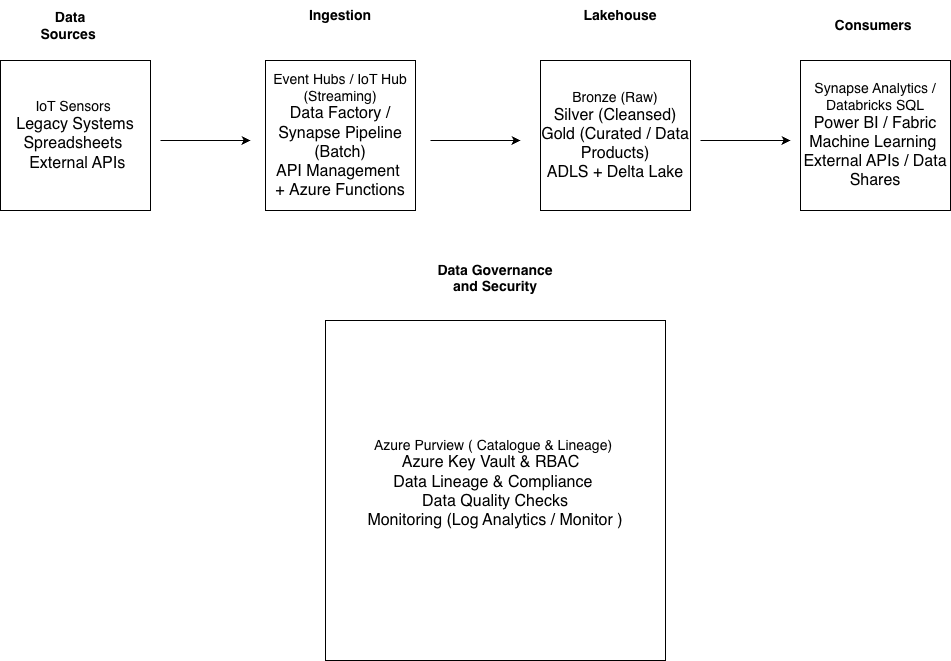 Data
Sources
Ingestion
Lakehouse
Consumers
IoT Sensors
Legacy Systems
Spreadsheets
External APIs
Event Hubs / IoT Hub
(Streaming)
Data Factory /
Synapse Pipeline
(Batch)
API Management
+ Azure Functions
Bronze (Raw)
Silver (Cleansed)
Gold (Curated / Data
Products)
ADLS + Delta Lake
Synapse Analytics /
Databricks SQL
Power BI / Fabric
Machine Learning
External APIs / Data
Shares
Data Governance
and Security
Azure Purview ( Catalogue & Lineage)
Azure Key Vault & RBAC
Data Lineage & Compliance
Data Quality Checks
Monitoring (Log Analytics / Monitor )